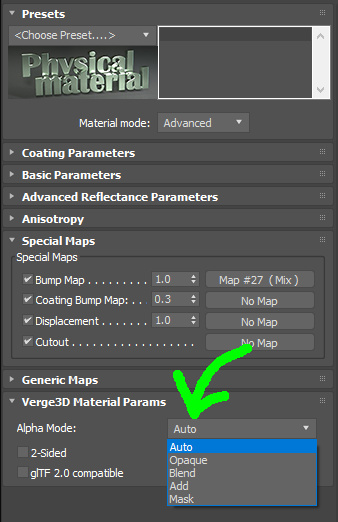 Presets
<Choose Preset....>
Physical material
Material mode: Advanced
Coating Parameters
Basic Parameters
Advanced Reflectance Parameters
Anisotropy
Special Maps
Special Maps
Bump Map . . . . . . . . . 1.0 Map #27 ( Mix )
Coating Bump Map: . . 0.3 No Map
Displacement . . . . . . . 1.0 No Map
Cutout . . . . . . . . . . . . . . . . . . No Map
Generic Maps
Verge3D Material Params
Alpha Mode: Auto
Auto
Opaque
Blend
Add
Mask
2-Sided
glTF 2.0 compatible